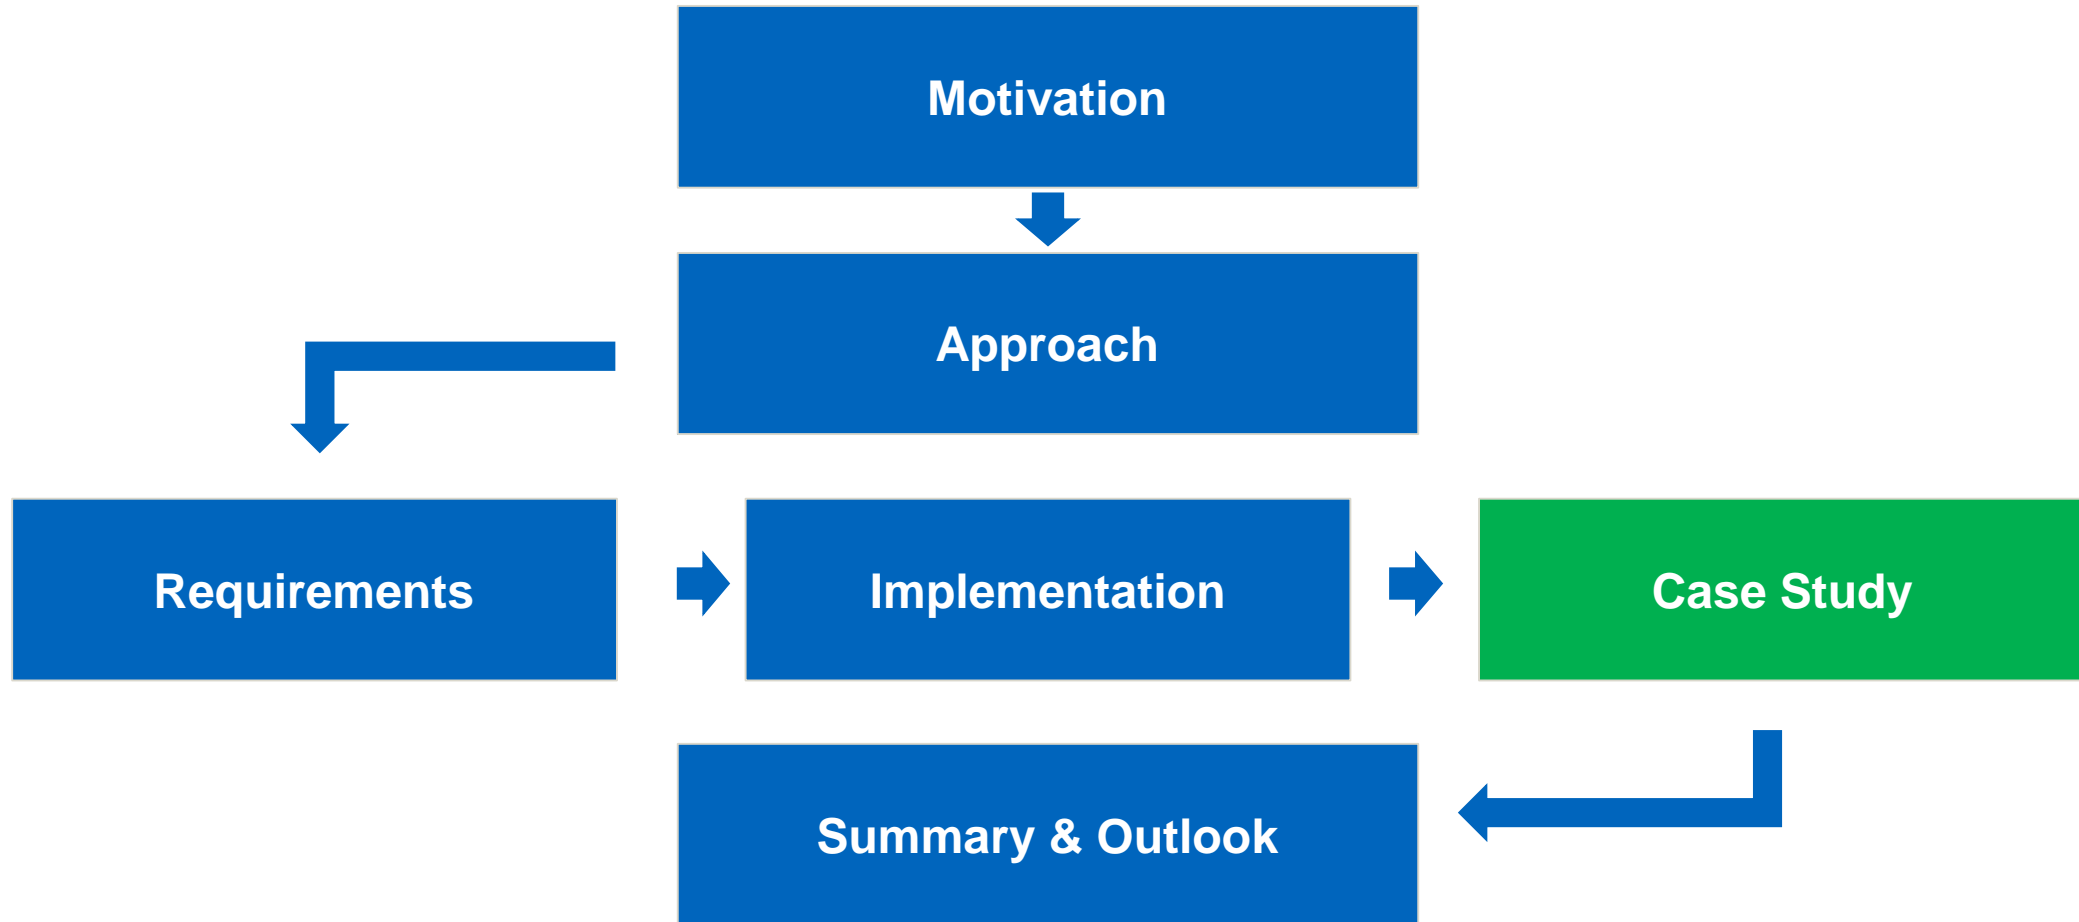 Motivation
Approach
Requirements
Implementation
Case Study
Summary & Outlook